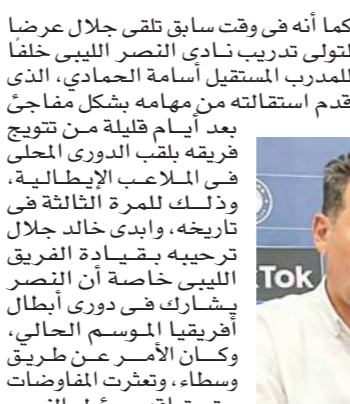 كما أنه فى وقت سابق تلقى جلال عرضا
لتولى تدريب نادى النصر الليبى خلفًا
للمدرب المستقيل أسامة الحمادي، الذى
قدم استقالته من مهامه بشكل مفاجئ
بعد أيام قليلة من تتويج
فريقه بلقب الدورى المحلى
فى الملاعب الإيطالية،
وذلك للمرة الثالثة فى
تاريخه، وابدى خالد جلال
ترحيبه بقيادة الفريق
الليبى خاصة أن النصر
يشارك فى دورى أبطال
أفريقيا الموسم الحالي،
وكان الأمر عن طريق
وسطاء، وتعثرت المفاوضات
Tok